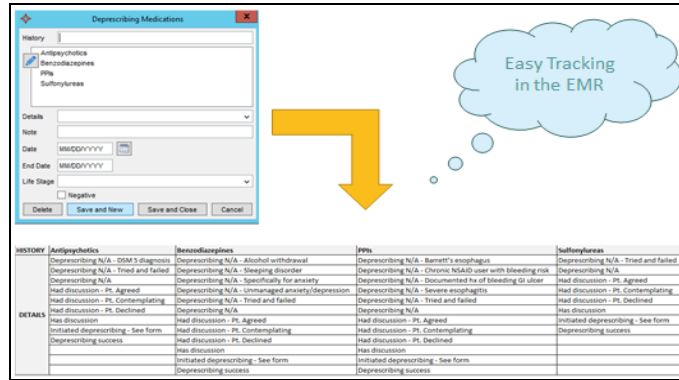 Deprescribing Medications
X
History
Antipsychotics
Benzodiazepines
PPIs
Sulfonylureas
Details
Note
Date MM/DD/YYYY
End Date MM/DD/YYYY
Life Stage
Negative
Delete Save and New Save and Close Cancel
Easy Tracking
in the EMR
HISTORY Antipsychotics Benzodiazepines PPIs Sulfonylureas
Deprescribing N/A - DSM 5 diagnosis Deprescribing N/A - Alcohol withdrawal Deprescribing N/A - Barrett's esophagus Deprescribing N/A - Tried and failed
Deprescribing N/A - Tried and failed Deprescribing N/A - Sleeping disorder Deprescribing N/A - Chronic NSAID user with bleeding risk Deprescribing N/A
Deprescribing N/A Deprescribing N/A - Specifically for anxiety Deprescribing N/A - Documented hx of bleeding GI ulcer Had discussion - Pt. Agreed
Had discussion - Pt. Agreed Deprescribing N/A - Unmanaged anxiety/depression Deprescribing N/A - Severe esophagitis Had discussion - Pt. Contemplating
Had discussion - Pt. Contemplating Deprescribing N/A - Tried and failed Deprescribing N/A - Tried and failed Had discussion - Pt. Declined
DETAILS Had discussion - Pt. Declined Deprescribing N/A Deprescribing N/A Has discussion
Has discussion Had discussion - Pt. Agreed Had discussion - Pt. Agreed Initiated deprescribing - See form
Initiated deprescribing - See form Had discussion - Pt. Contemplating Had discussion - Pt. Contemplating Deprescribing success
Deprescribing success Had discussion - Pt. Declined Had discussion - Pt. Declined
Has discussion Has discussion
Initiated deprescribing - See form Initiated deprescribing - See form
Deprescribing success Deprescribing success